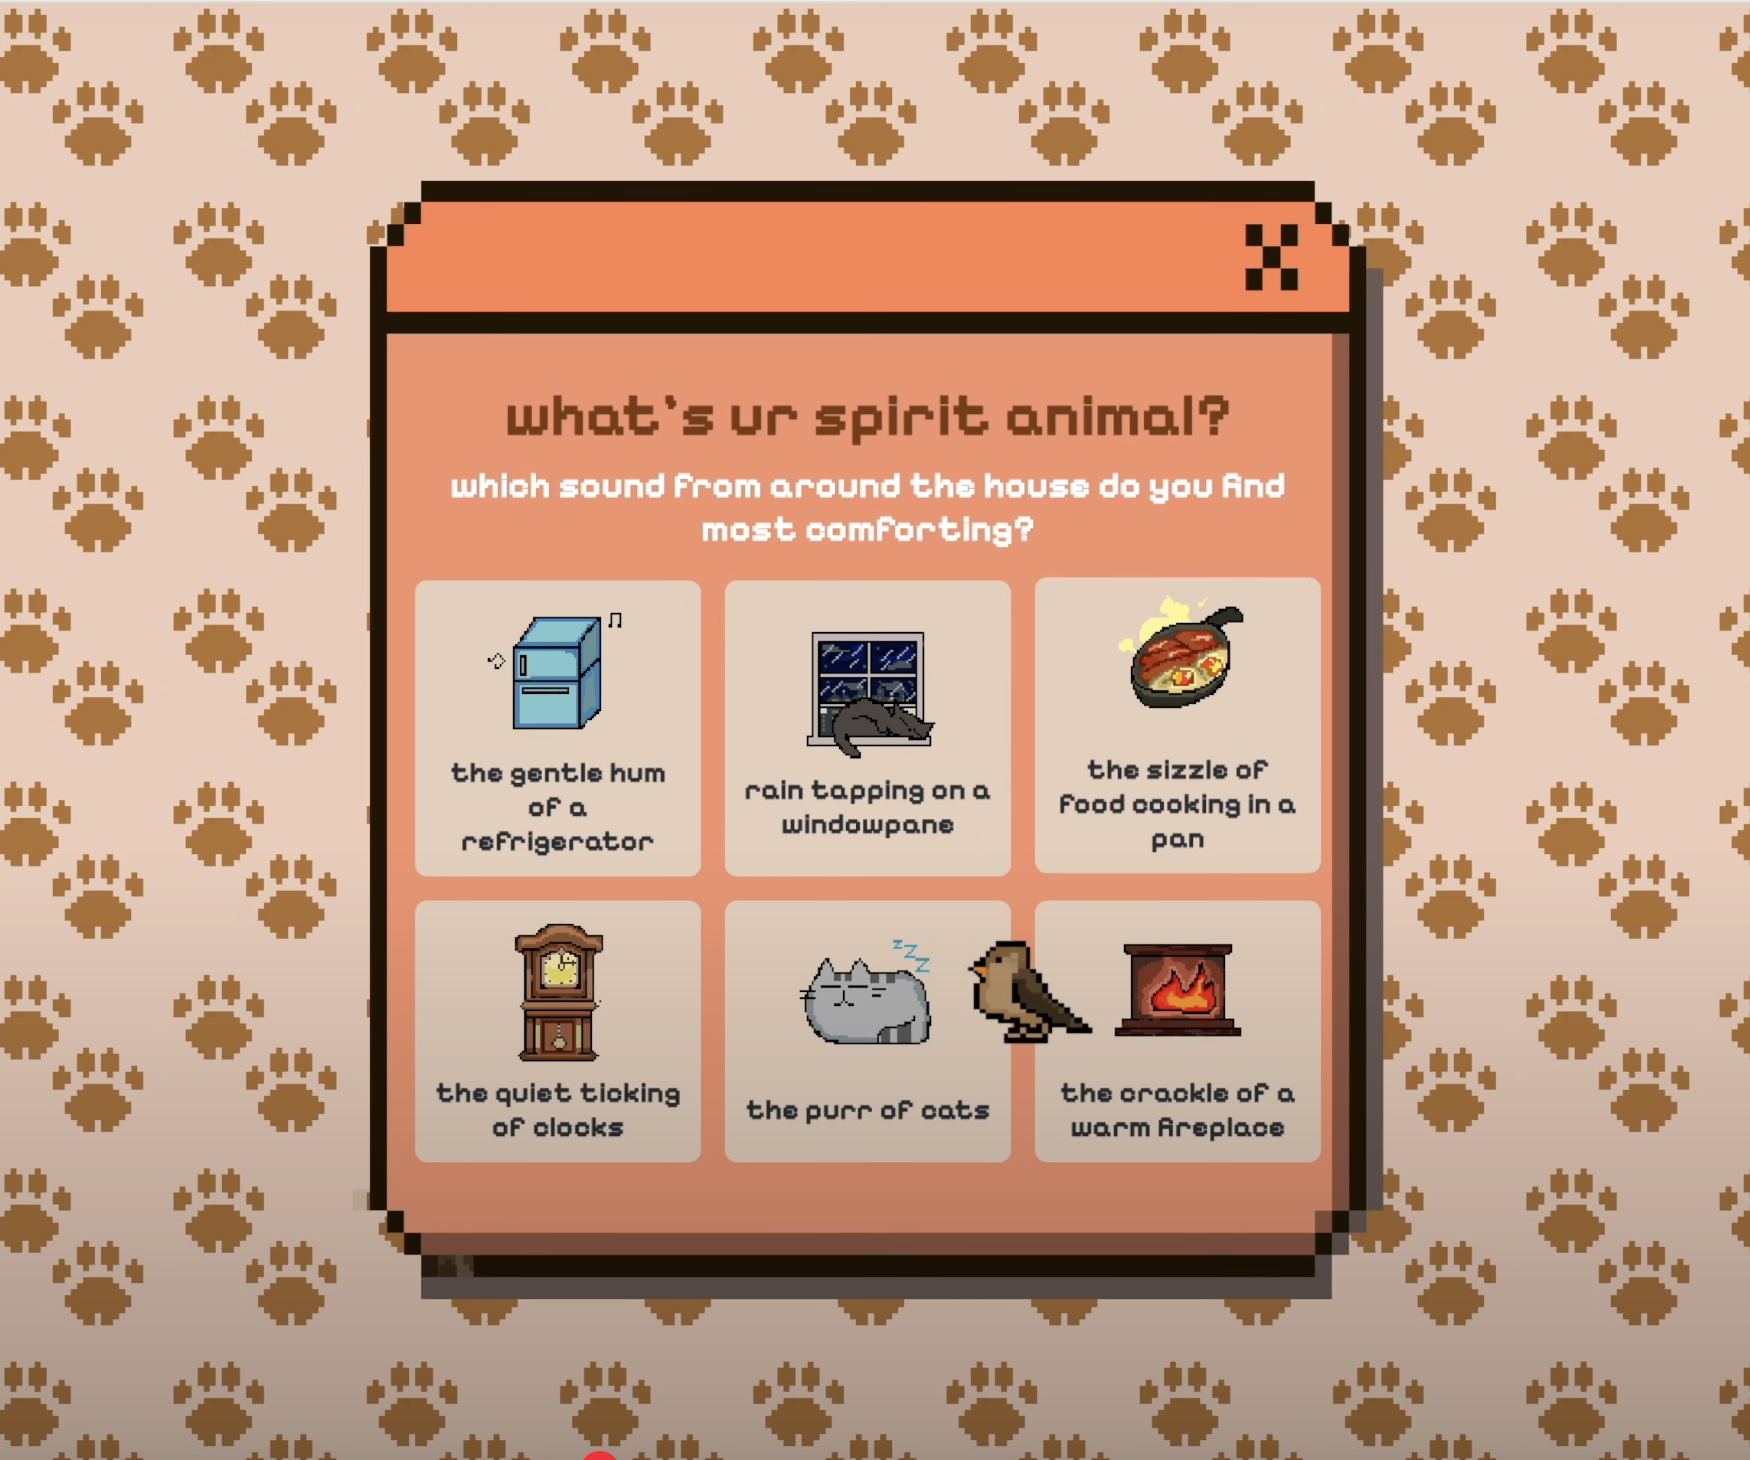 what's ur spirit animal?
which sound from around the house do you find
most comforting?
the gentle hum
of a
refrigerator
rain tapping on a
windowpane
the sizzle of
food cooking in a
pan
zzz
the quiet ticking
of clocks
the purr of cats
the crackle of a
warm fireplace